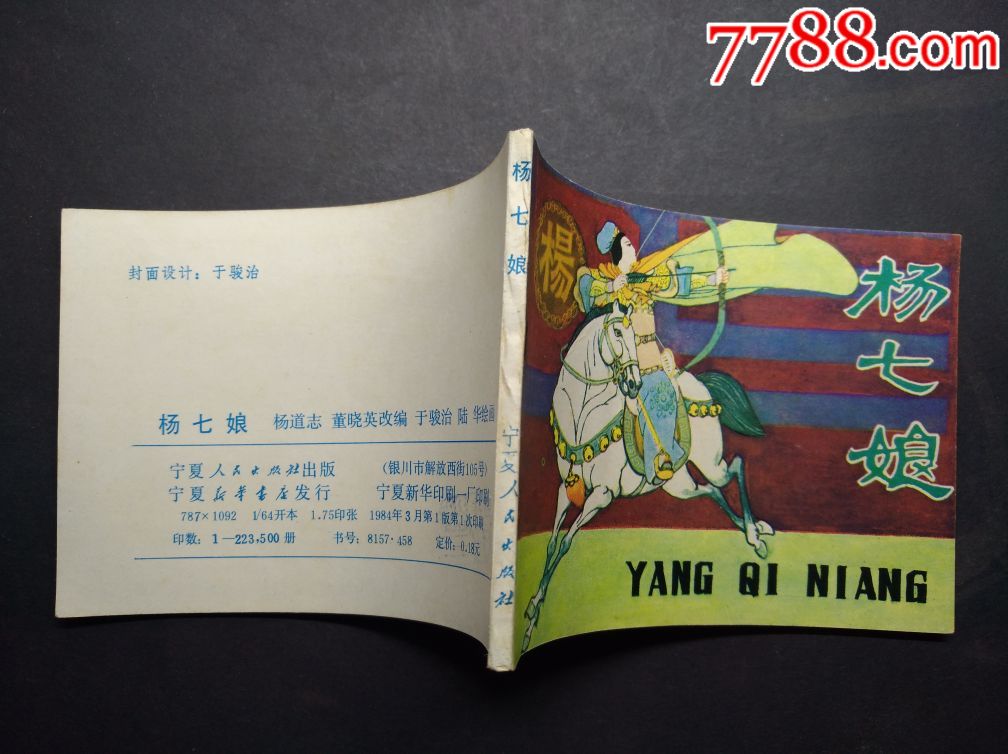 7788.com
封面设计：于骏治
杨七娘 杨道志 董晓英改编 于骏治 陆 华绘画
宁夏人民出版社出版 （银川市解放西街105号）
宁夏新华书店发行 宁夏新华印刷一厂印刷
787×1092 1/64开本 1.75印张 1984年3月第1版第1次印刷
印数：1—223,500册 书号：8157·458 定价：0.18元
杨七娘
宁夏人民出版社
楊
杨七娘
YANG QI NIANG